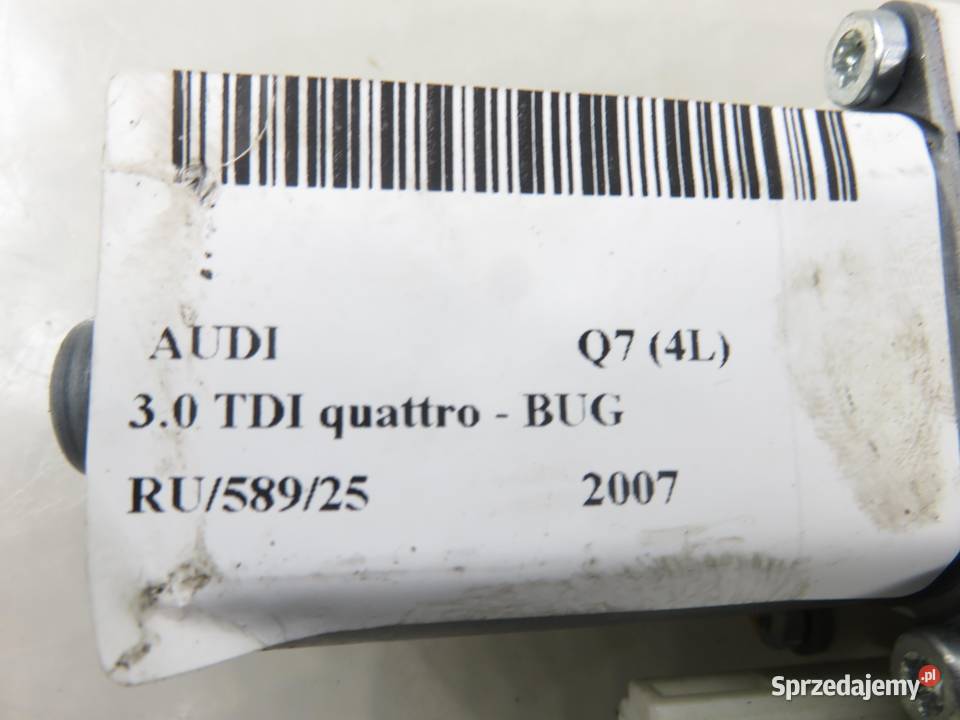 AUDI Q7 (4L)
3.0 TDI quattro - BUG
RU/589/25 2007
Sprzedajemy.pl